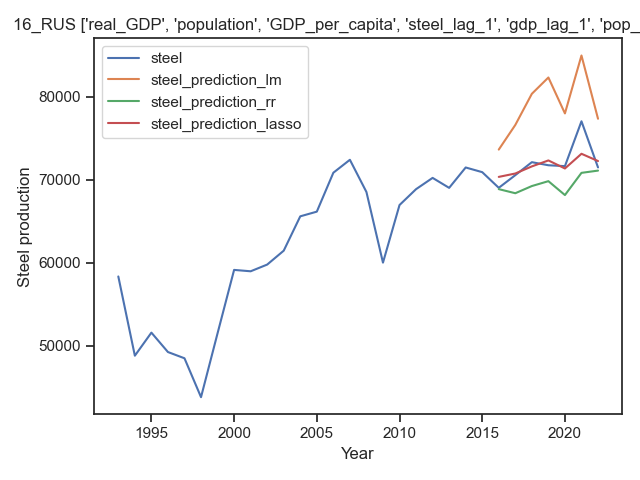 16_RUS ['real_GDP', 'population', 'GDP_per_capita', 'steel_lag_1', 'gdp_lag_1', 'pop_
steel
steel_prediction_lm
steel_prediction_rr
steel_prediction_lasso
80000
70000
60000
50000
Steel production
1995 2000 2005 2010 2015 2020
Year